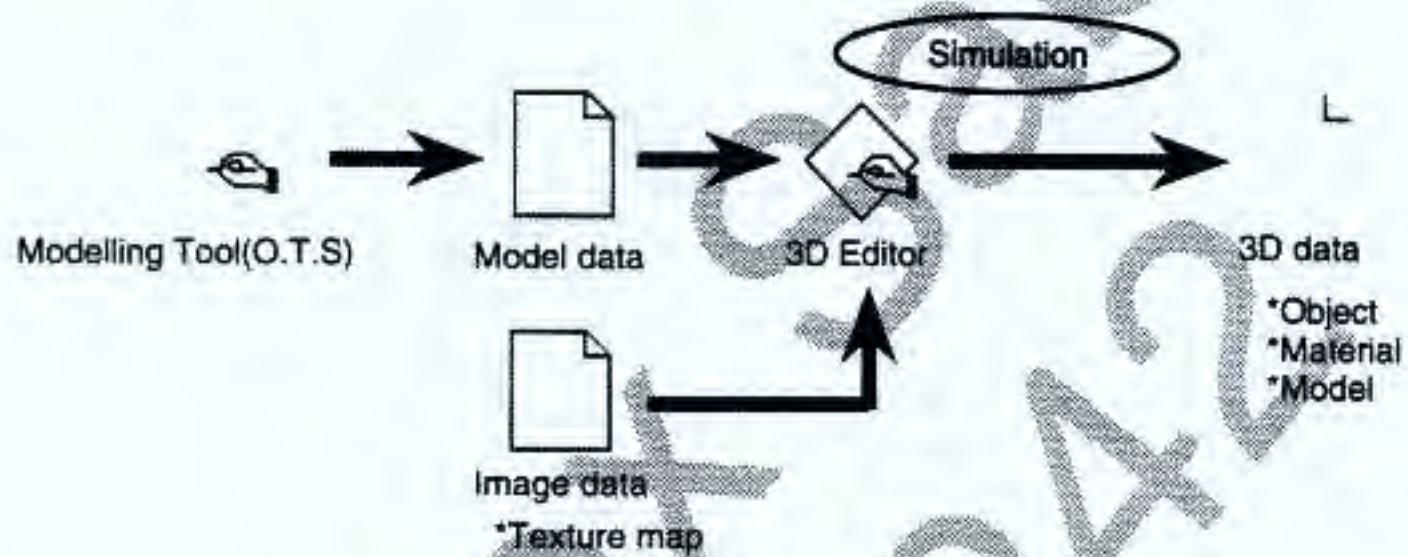 Simulation
Modelling Tool(O.T.S)
Model data
3D Editor
3D data
*Object
*Material
*Model
Image data
*Texture map